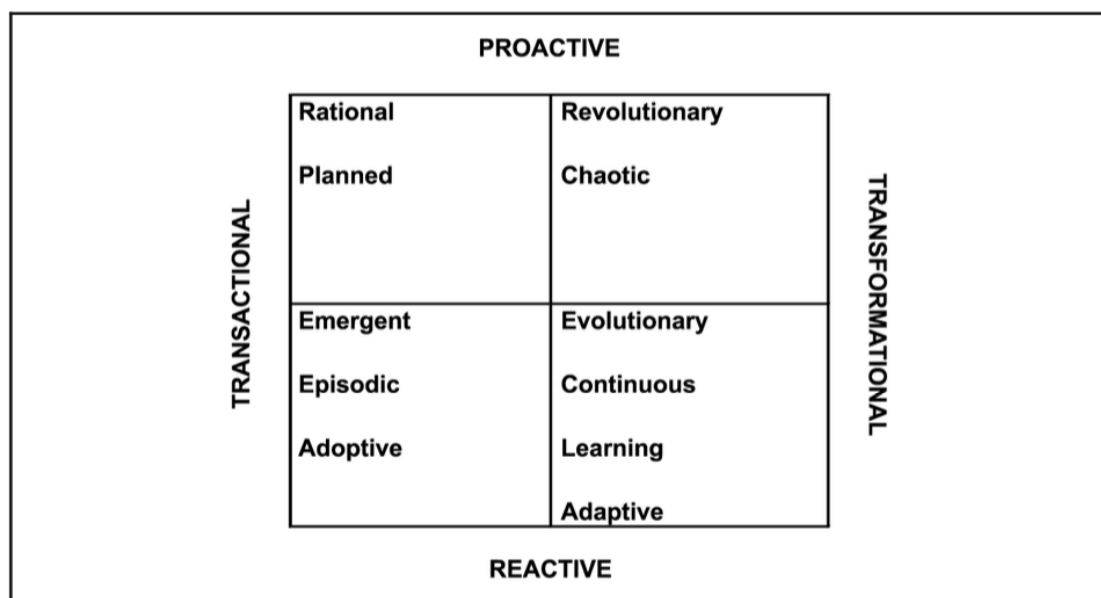 PROACTIVE
Rational
Planned
Revolutionary
Chaotic
TRANSACTIONAL
TRANSFORMATIONAL
Emergent
Episodic
Adoptive
Evolutionary
Continuous
Learning
Adaptive
REACTIVE